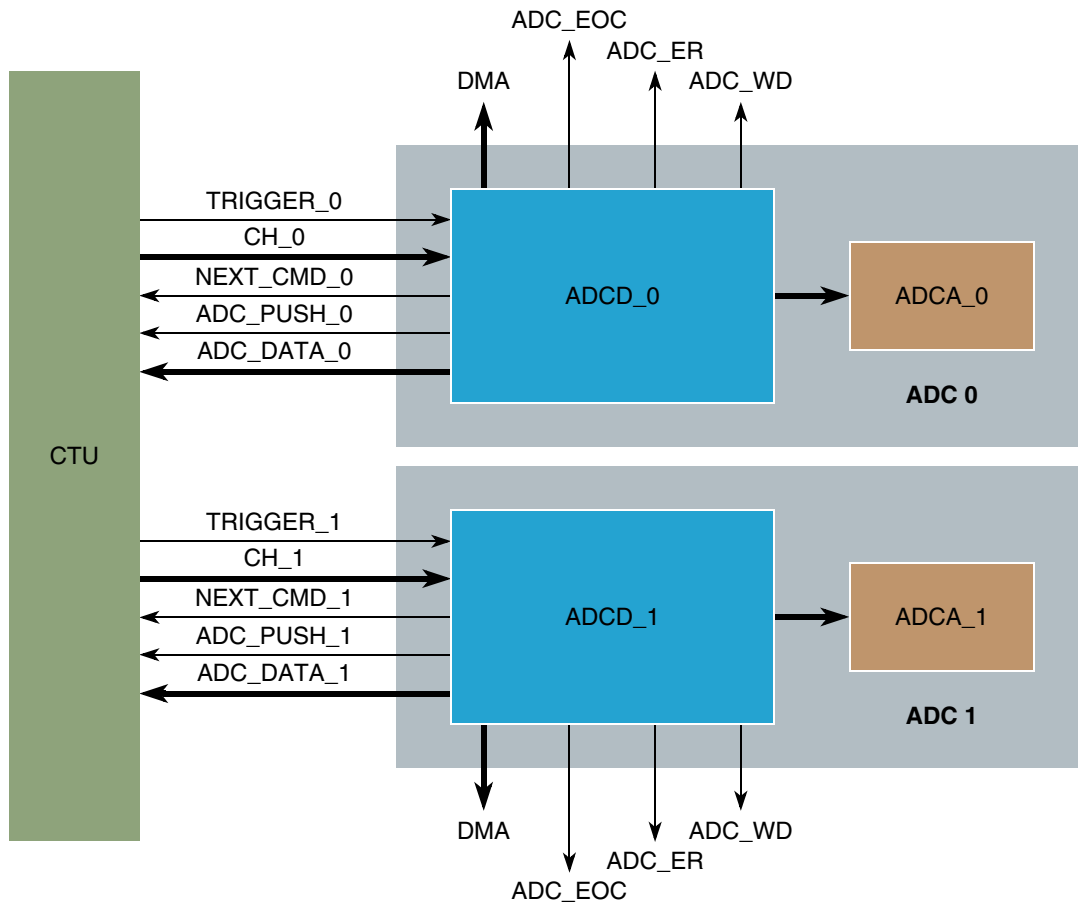 ADC_EOC
ADC_ER
DMA
ADC_WD
TRIGGER_0
CH_0
NEXT_CMD_0
ADC_PUSH_0
ADC_DATA_0
ADCD_0
ADCA_0
ADC 0
CTU
TRIGGER_1
CH_1
NEXT_CMD_1
ADC_PUSH_1
ADC_DATA_1
ADCD_1
ADCA_1
ADC 1
DMA
ADC_WD
ADC_ER
ADC_EOC